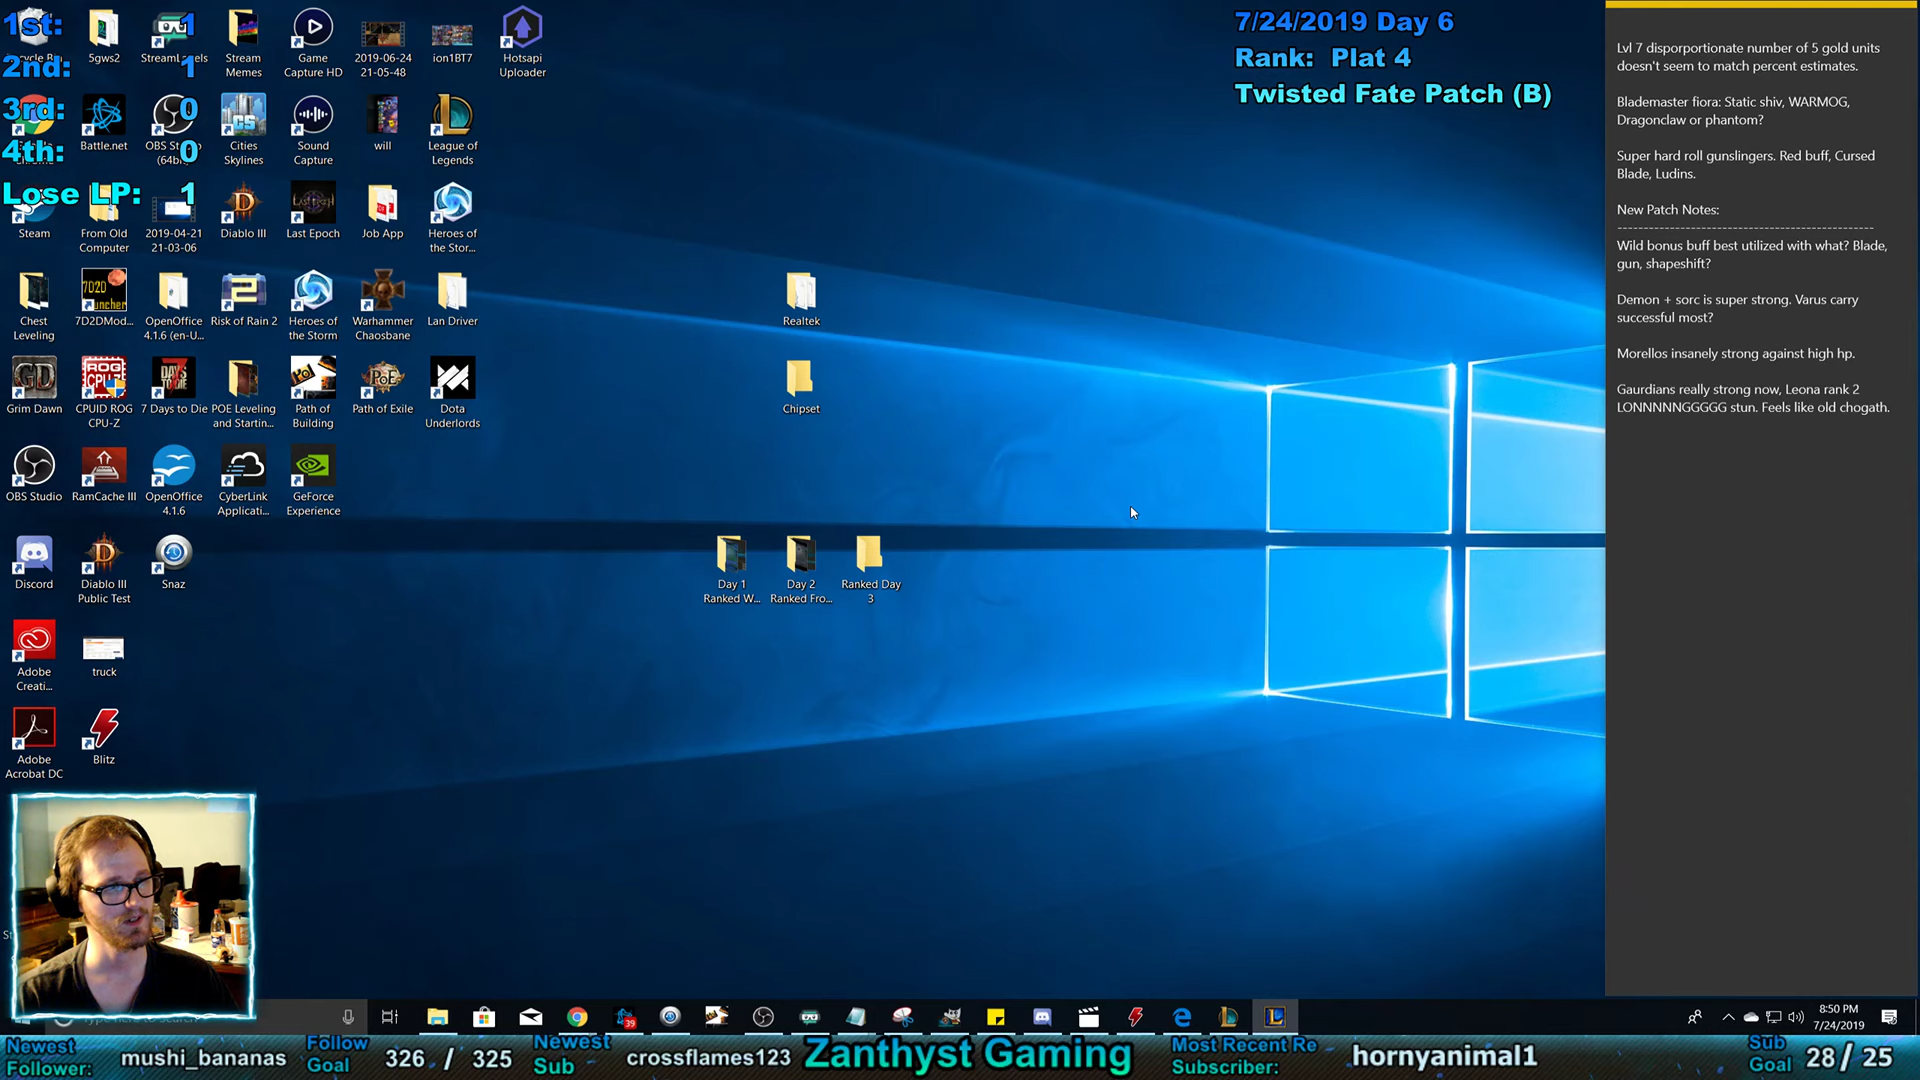 1st: 1
2nd: 1
3rd: 0
4th: 0
Lose LP: 1
7/24/2019 Day 6
Rank: Plat 4
Twisted Fate Patch (B)
Lvl 7 disporportionate number of 5 gold units
doesn't seem to match percent estimates.
Blademaster fiora: Static shiv, WARMOG,
Dragonclaw or phantom?
Super hard roll gunslingers. Red buff, Cursed
Blade, Ludins.
New Patch Notes:
------------------------------------------------
Wild bonus buff best utilized with what? Blade,
gun, shapeshift?
Demon + sorc is super strong. Varus carry
successful most?
Morellos insanely strong against high hp.
Gaurdians really strong now, Leona rank 2
LONNNNNGGGGG stun. Feels like old chogath.
5gws2
Stream
Memes
Game
Capture HD
2019-06-24
21-05-48
ion1BT7
Hotsapi
Uploader
Battle.net
OBS Studio
(64bit)
Cities
Skylines
Sound
Capture
will
League of
Legends
Steam
From Old
Computer
2019-04-21
21-03-06
Diablo III
Last Epoch
Job App
Heroes of
the Stor...
Chest
Leveling
7D2DMod...
OpenOffice
4.1.6 (en-U...
Risk of Rain 2
Heroes of
the Storm
Warhammer
Chaosbane
Lan Driver
Realtek
Grim Dawn
CPUID ROG
CPU-Z
7 Days to Die
POE Leveling
and Startin...
Path of
Building
Path of Exile
Dota
Underlords
Chipset
OBS Studio
RamCache III
OpenOffice
4.1.6
CyberLink
Applicati...
GeForce
Experience
Discord
Diablo III
Public Test
Snaz
Day 1
Ranked W...
Day 2
Ranked Fro...
Ranked Day
3
Adobe
Creati...
truck
Adobe
Acrobat DC
Blitz
39
8:50 PM
7/24/2019
Newest
Follower: mushi_bananas
Follow
Goal 326 / 325
Newest
Sub crossflames123
Zanthyst Gaming
Most Recent Re
Subscriber: hornyanimal1
Sub
Goal 28 / 25